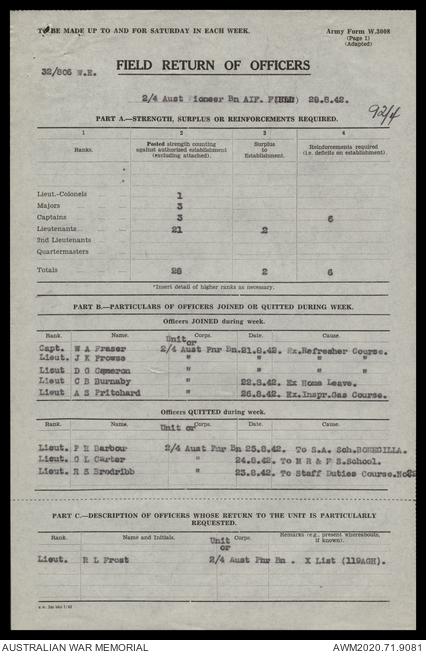 TO BE MADE UP TO AND FOR SATURDAY IN EACH WEEK.
Army Form W.3008
(Page 1)
(Adapted)
32/806 W.E.
FIELD RETURN OF OFFICERS
2/4 Aust Pioneer Bn AIF. F(ELD) 29.8.42.
92/4
PART A.—STRENGTH, SURPLUS OR REINFORCEMENTS REQUIRED.
1 2 3 4
Ranks. Posted strength counting against authorized establishment (excluding attached). Surplus to Establishment. Reinforcements required (i.e. deficits on establishment).
*
*
Lieut.-Colonels 1
Majors 3
Captains 3 6
Lieutenants 21 2
2nd Lieutenants
Quartermasters
Totals 28 2 6
*Insert detail of higher ranks as necessary.
PART B.—PARTICULARS OF OFFICERS JOINED OR QUITTED DURING WEEK.
Officers JOINED during week.
Rank. Name. Unit or Corps. Date. Cause.
Capt. W A Fraser 2/4 Aust Pnr Bn. 21.8.42. Ex.Refresher Course.
Lieut. J K Prowse " " " "
Lieut D G Cameron " " " "
Lieut C B Burnaby " 22.8.42. Ex Home Leave.
Lieut A S Pritchard " 26.8.42. Ex.Inspr.Gas Course.
Officers QUITTED during week.
Rank. Name. Unit or Corps. Date. Cause.
Lieut. P H Barbour 2/4 Aust Pnr Bn 25.8.42. To S.A. Sch.BONEGILLA.
Lieut. G L Carter " 24.8.42. To M R & F S.School.
Lieut. R S Brodribb " 23.8.42. To Staff Duties Course.No22
PART C.—DESCRIPTION OF OFFICERS WHOSE RETURN TO THE UNIT IS PARTICULARLY REQUESTED.
Rank. Name and Initials. Unit or Corps. Remarks (e.g., present whereabouts, if known).
Lieut. R L Frost 2/4 Aust Pnr Bn . X List (119AGH).
AUSTRALIAN WAR MEMORIAL
AWM2020.71.9081